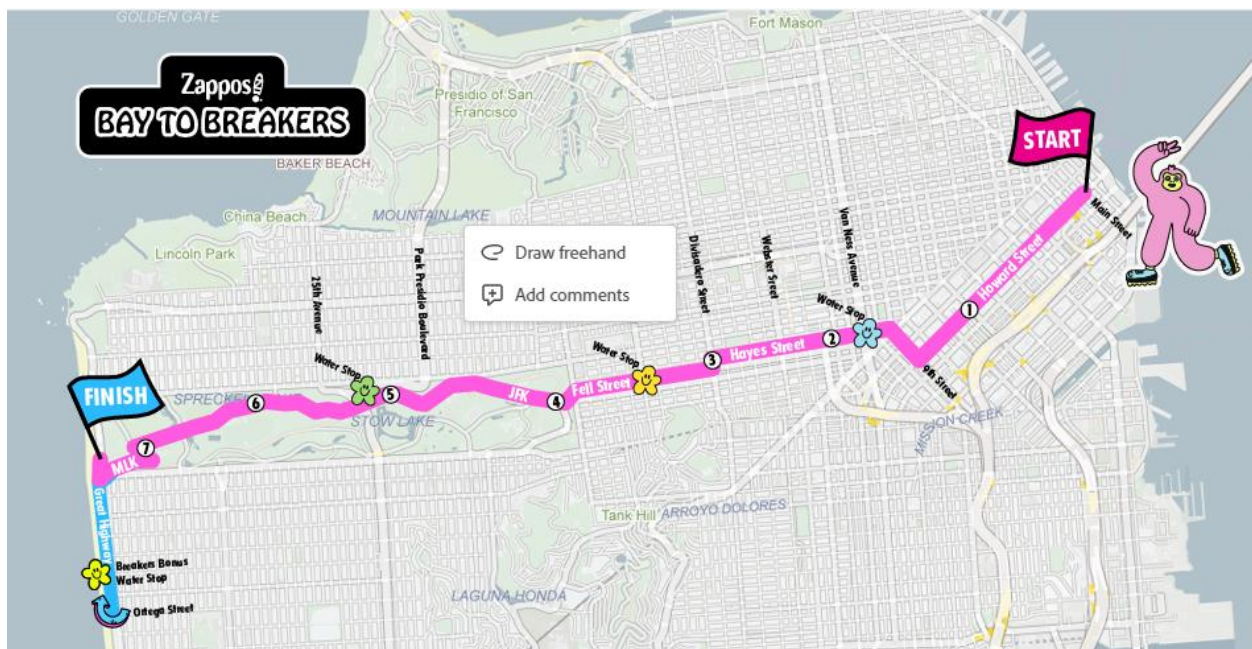 GOLDEN GATE
Fort Mason
Zappos!
BAY TO BREAKERS
Presidio of San
Francisco
START
BAKER BEACH
China Beach
MOUNTAIN LAKE
Main Street
Van Ness Avenue
Lincoln Park
Draw freehand
Divisadero Street
Webster Sreet
Howard Street
Park Presidio Boulevard
25th Avenue
Add comments
1
Water Stop
2
Hayes Street
3
Water Stop
Water Stop
9th Street
FINISH
Fell Street
JFK
4
5
6
SPRECKELS LAKE
STOW LAKE
MISSION CREEK
7
MLK
Great Highway
Tank Hill
ARROYO DOLORES
Breakers Bonus
Water Stop
LAGUNA HONDA
Ortega Street